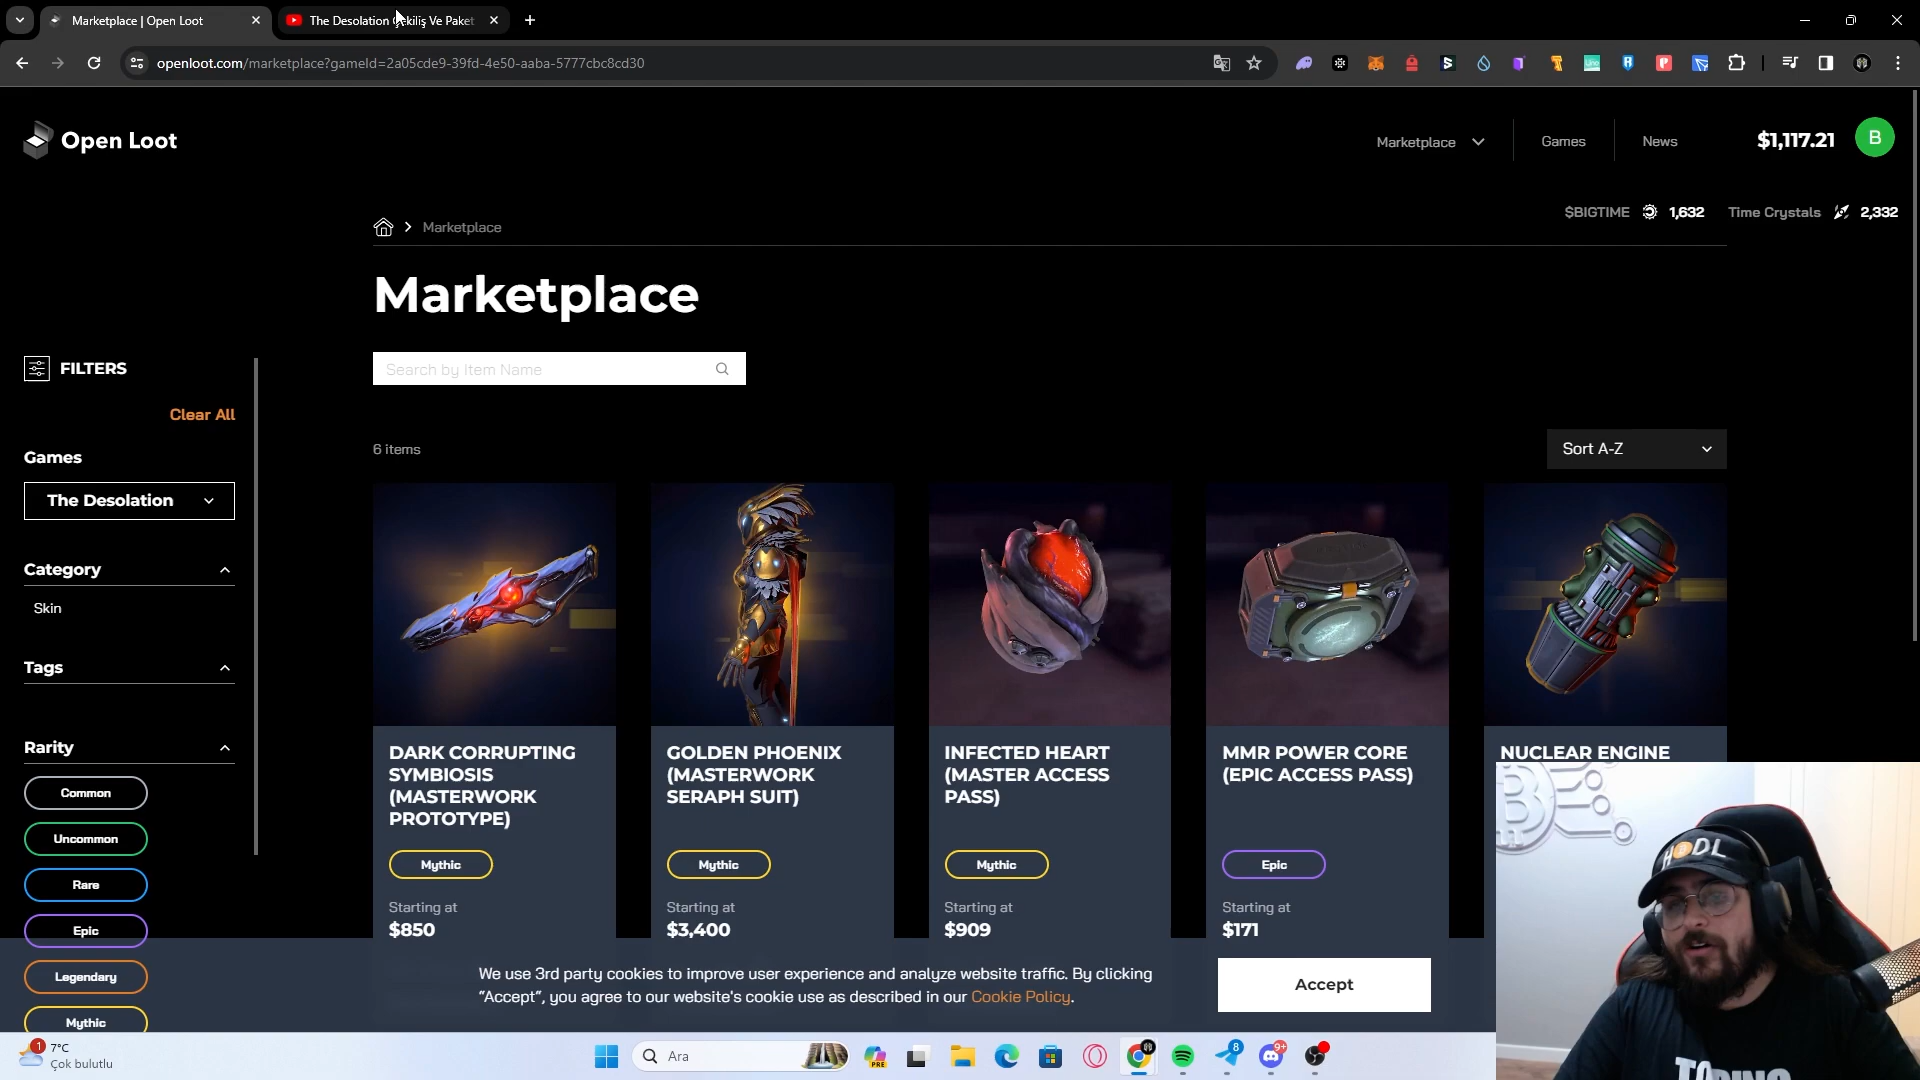 Marketplace | Open Loot
The Desolation Çekiliş Ve Paket
openloot.com/marketplace?gameId=2a05cde9-39fd-4e50-aaba-5777cbc8cd30
Open Loot
Marketplace
Games
News
$1,117.21
B
$BIGTIME 1,632
Time Crystals 2,332
Marketplace
Marketplace
Search by Item Name
FILTERS
Clear All
Games
The Desolation
Category
Skin
Tags
Rarity
Common
Uncommon
Rare
Epic
Legendary
Mythic
6 items
Sort A-Z
DARK CORRUPTING
SYMBIOSIS
(MASTERWORK
PROTOTYPE)
Mythic
Starting at
$850
GOLDEN PHOENIX
(MASTERWORK
SERAPH SUIT)
Mythic
Starting at
$3,400
INFECTED HEART
(MASTER ACCESS
PASS)
Mythic
Starting at
$909
MMR POWER CORE
(EPIC ACCESS PASS)
Epic
Starting at
$171
NUCLEAR ENGINE
HODL
We use 3rd party cookies to improve user experience and analyze website traffic. By clicking
“Accept“, you agree to our website's cookie use as described in our Cookie Policy.
Accept
1
7°C
Çok bulutlu
Ara
PRE
8
9+